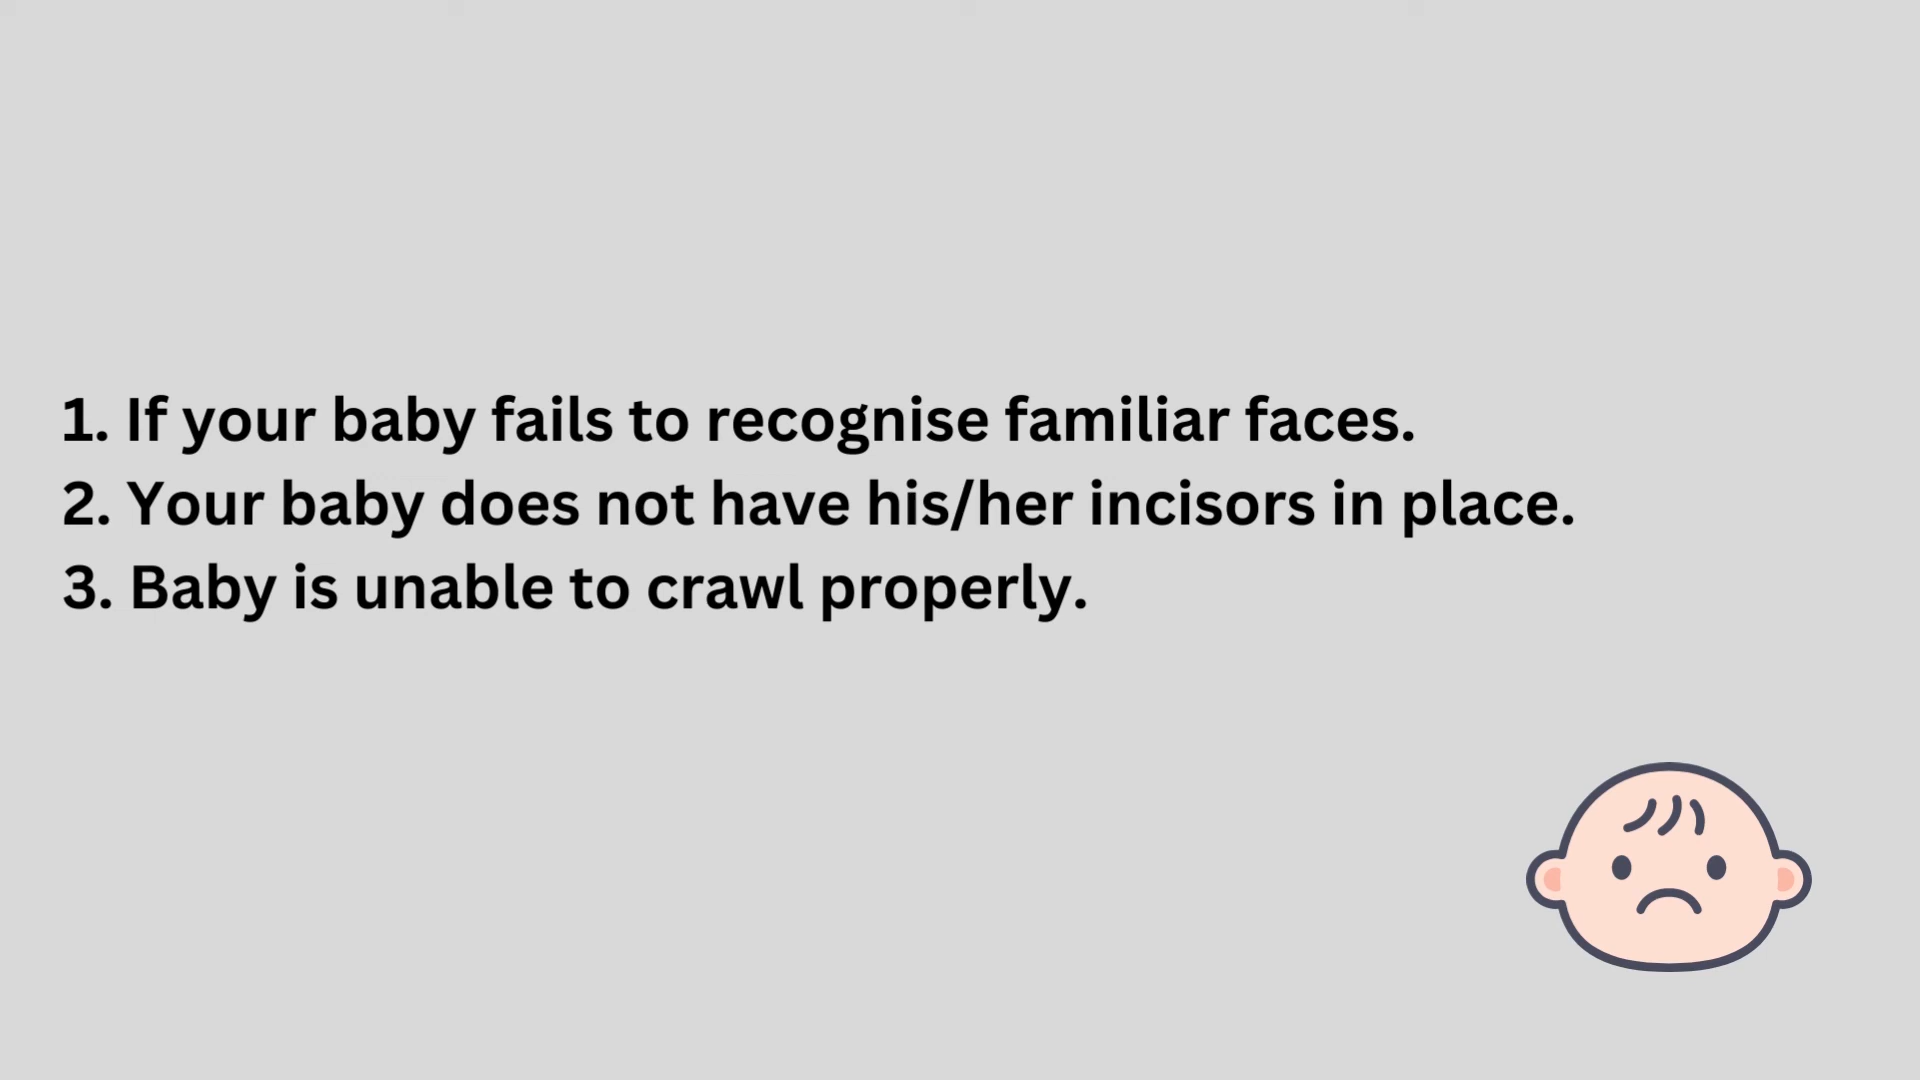 1. If your baby fails to recognise familiar faces.
2. Your baby does not have his/her incisors in place.
3. Baby is unable to crawl properly.